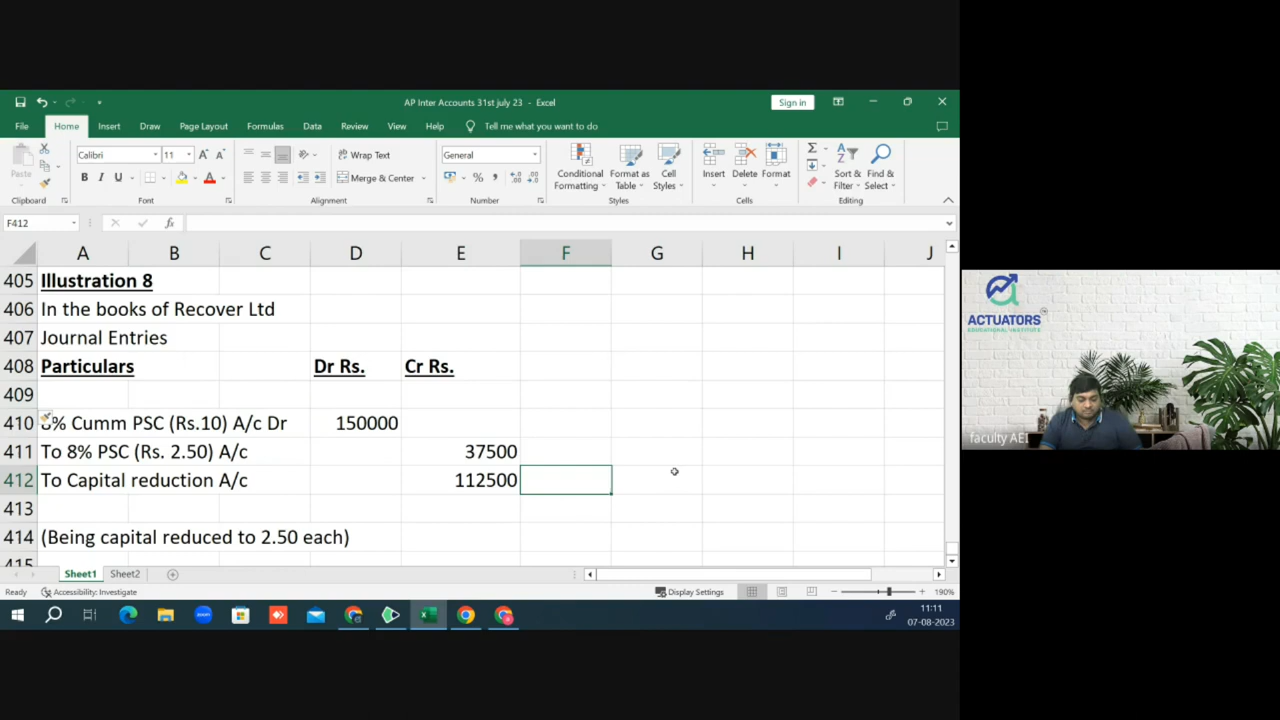 AP Inter Accounts 31st july 23 - Excel
Sign in
File Home Insert Draw Page Layout Formulas Data Review View Help Tell me what you want to do
Paste
Clipboard
Calibri 11
B I U
Font
Wrap Text
Merge & Center
Alignment
General
Number
Conditional Formatting
Format as Table
Cell Styles
Styles
Insert Delete Format
Cells
Sort & Filter
Find & Select
Editing
F412
fx
A B C D E F G H I J
405 Illustration 8
406 In the books of Recover Ltd
407 Journal Entries
408 Particulars Dr Rs. Cr Rs.
409
410 % Cumm PSC (Rs.10) A/c Dr 150000
411 To 8% PSC (Rs. 2.50) A/c 37500
412 To Capital reduction A/c 112500
413
414 (Being capital reduced to 2.50 each)
415
Sheet1 Sheet2
Ready Accessibility: Investigate Display Settings 190%
11:11
07-08-2023
ACTUATORS
EDUCATIONAL INSTITUTE
faculty AEI